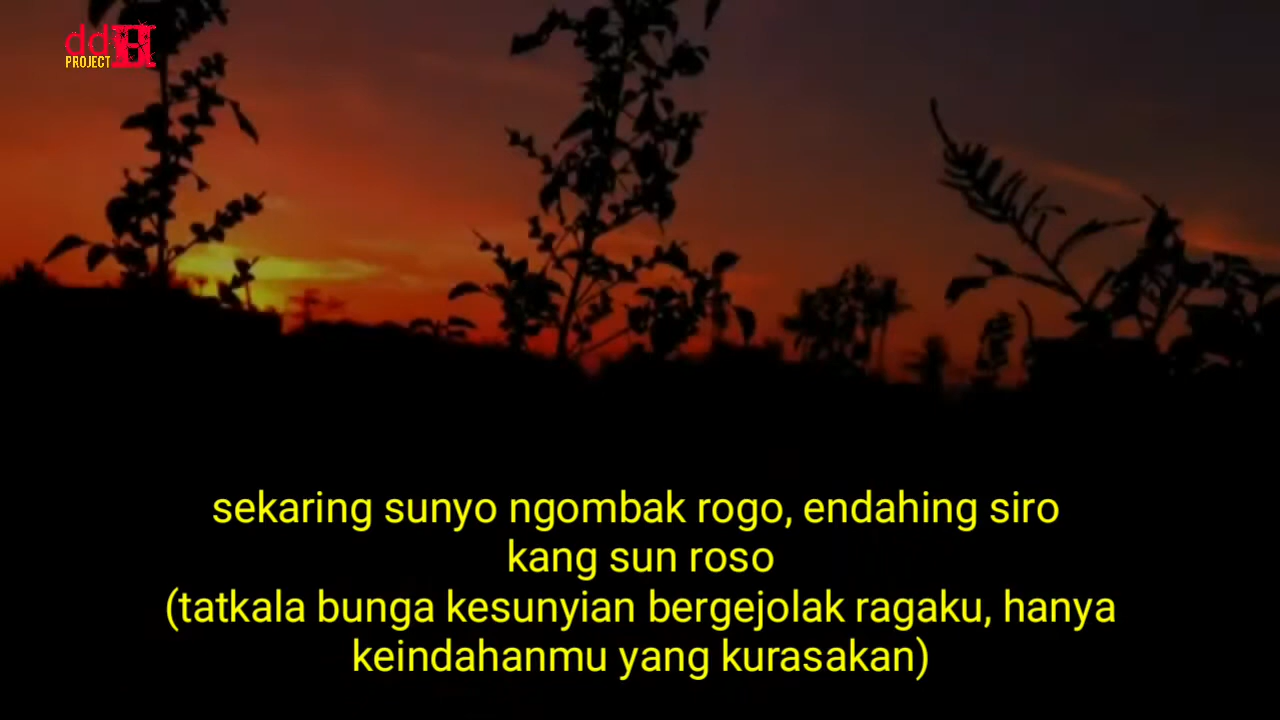 ddH
PROJECT
sekaring sunyo ngombak rogo, endahing siro
kang sun roso
(tatkala bunga kesunyian bergejolak ragaku, hanya
keindahanmu yang kurasakan)